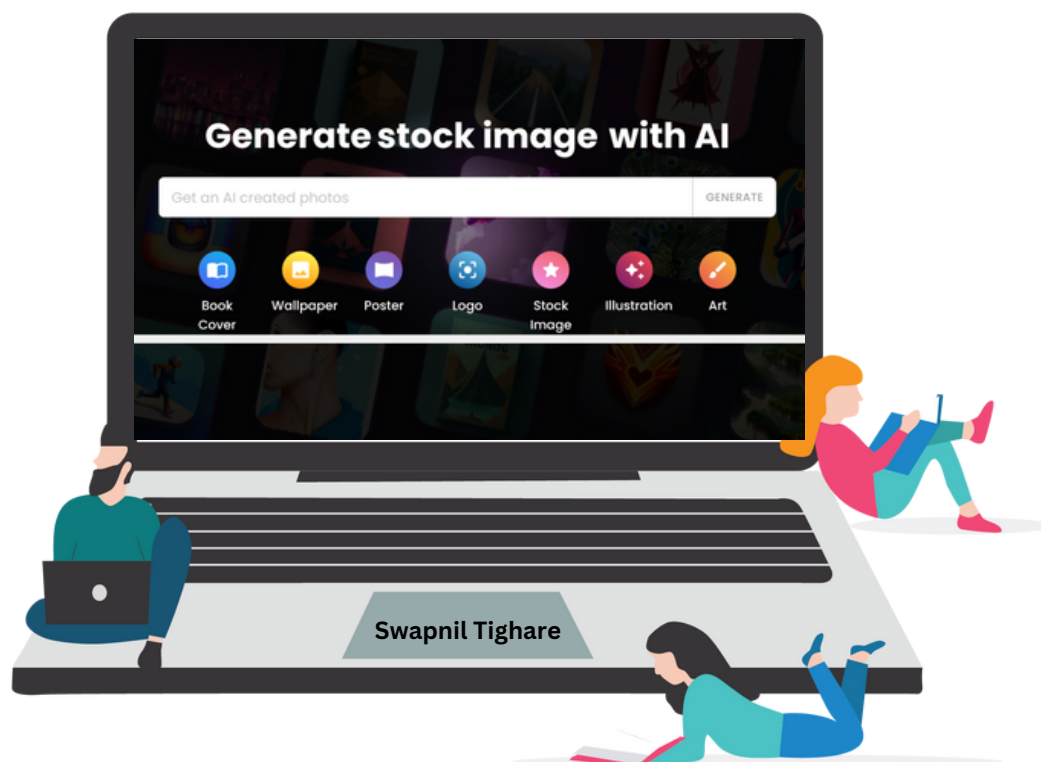 Generate stock image with AI
Get an AI created photos
GENERATE
Book
Cover
Wallpaper
Poster
Logo
Stock
Image
Illustration
Art
Swapnil Tighare